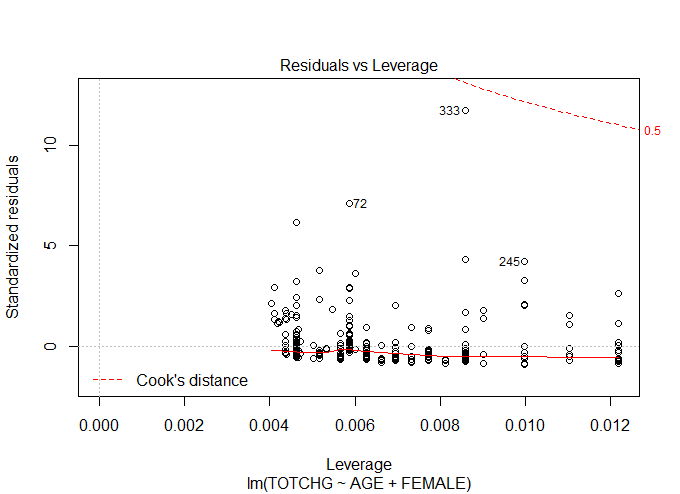 Residuals vs Leverage
Standardized residuals
10
5
0
333
72
245
0.5
Cook's distance
0.000 0.002 0.004 0.006 0.008 0.010 0.012
Leverage
lm(TOTCHG ~ AGE + FEMALE)